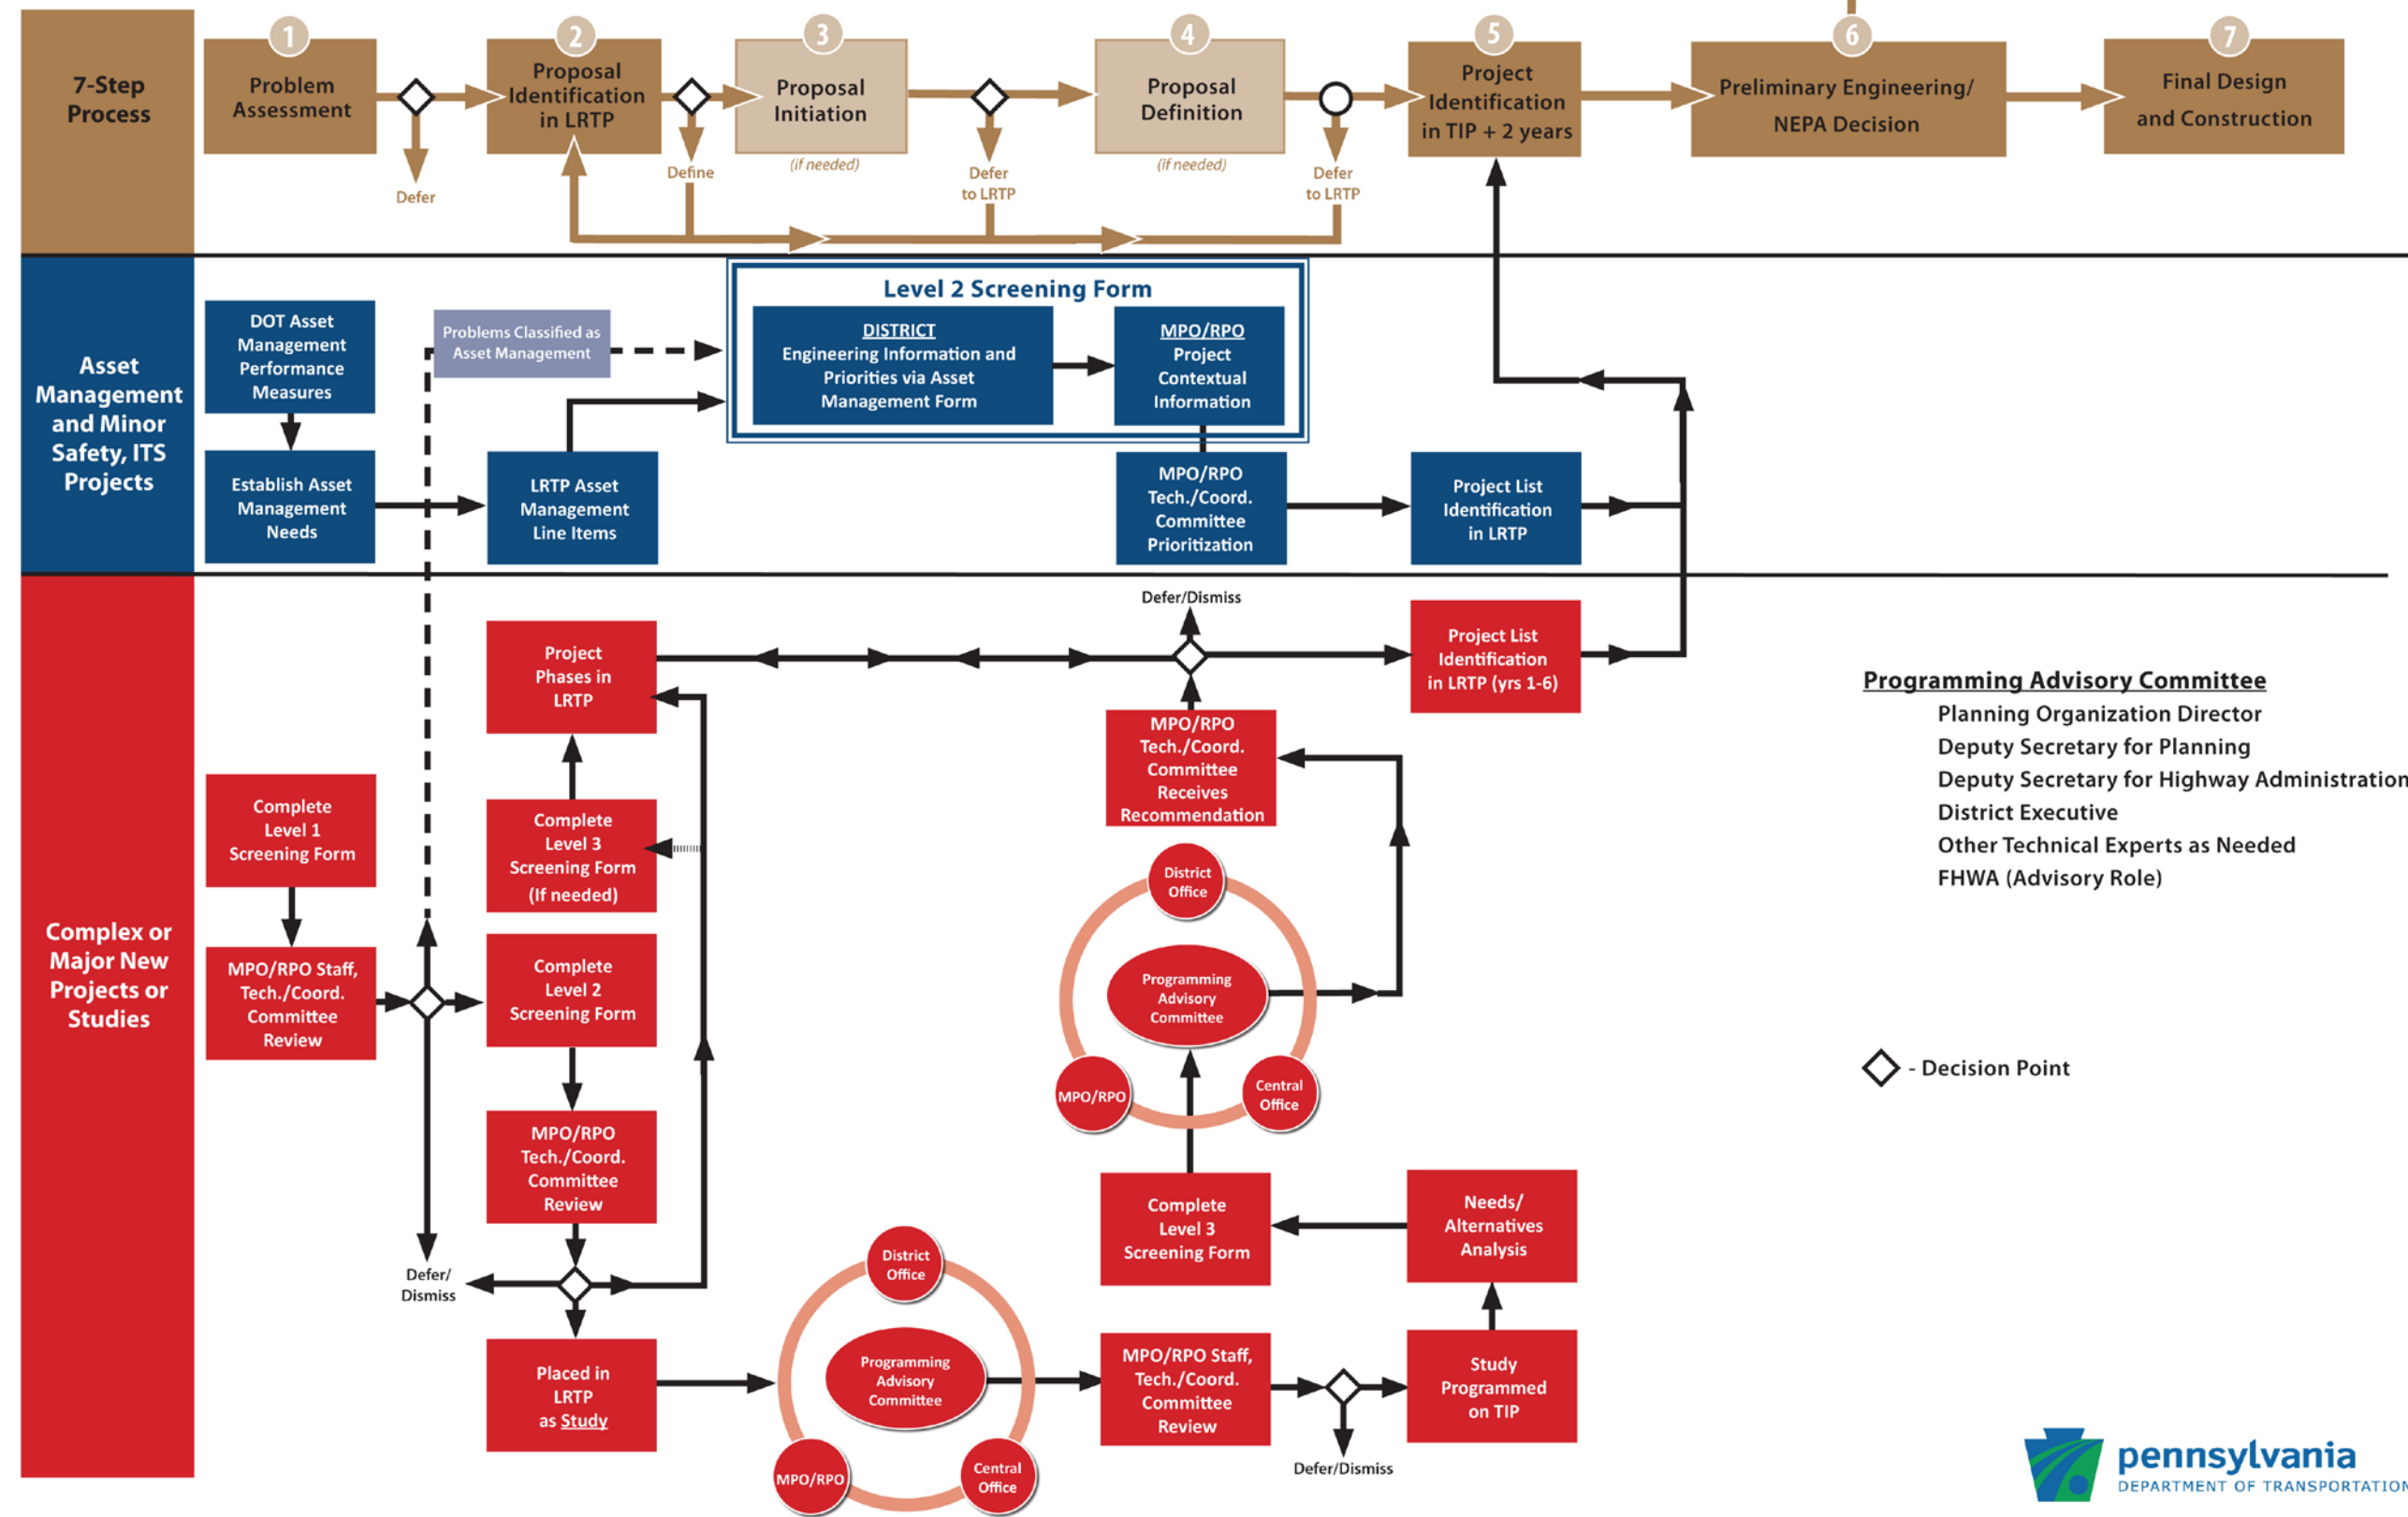 7-Step
Process
1
Problem
Assessment
Defer
2
Proposal
Identification
in LRTP
Define
3
Proposal
Initiation
(if needed)
Defer
to LRTP
4
Proposal
Definition
(if needed)
Defer
to LRTP
5
Project
Identification
in TIP + 2 years
6
Preliminary Engineering/
NEPA Decision
7
Final Design
and Construction
Asset
Management
and Minor
Safety, ITS
Projects
DOT Asset
Management
Performance
Measures
Establish Asset
Management
Needs
Problems Classified as
Asset Management
LRTP Asset
Management
Line Items
Level 2 Screening Form
DISTRICT
Engineering Information and
Priorities via Asset
Management Form
MPO/RPO
Project
Contextual
Information
MPO/RPO
Tech./Coord.
Committee
Prioritization
Project List
Identification
in LRTP
Complex or
Major New
Projects or
Studies
Complete
Level 1
Screening Form
MPO/RPO Staff,
Tech./Coord.
Committee
Review
Defer/
Dismiss
Project
Phases in
LRTP
Complete
Level 3
Screening Form
(If needed)
Complete
Level 2
Screening Form
MPO/RPO
Tech./Coord.
Committee
Review
Placed in
LRTP
as Study
District
Office
Programming
Advisory
Committee
MPO/RPO
Central
Office
MPO/RPO Staff,
Tech./Coord.
Committee
Review
Defer/Dismiss
Study
Programmed
on TIP
Needs/
Alternatives
Analysis
Complete
Level 3
Screening Form
District
Office
Programming
Advisory
Committee
MPO/RPO
Central
Office
MPO/RPO
Tech./Coord.
Committee
Receives
Recommendation
Defer/Dismiss
Project List
Identification
in LRTP (yrs 1-6)
Programming Advisory Committee
Planning Organization Director
Deputy Secretary for Planning
Deputy Secretary for Highway Administration
District Executive
Other Technical Experts as Needed
FHWA (Advisory Role)
- Decision Point
pennsylvania
DEPARTMENT OF TRANSPORTATION